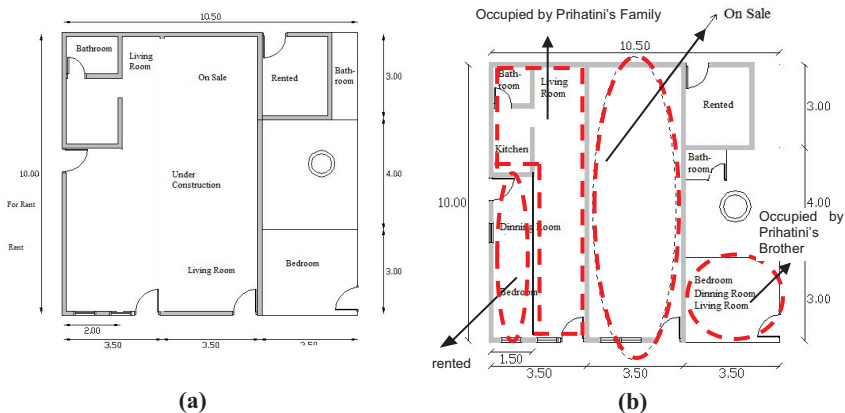 10.50
Bathroom
Living
Room
On Sale
Rented
Bath-
room
3.00
10.00
For Rent
Rent
Under
Construction
4.00
Living Room
Bedroom
3.00
2.00
3.50
3.50
3.50
(a)
Occupied by Prihatini's Family
On Sale
10.50
Bath-
room
Living
Room
Rented
3.00
Kitchen
Bath-
room
10.00
4.00
Dinning Room
Occupied by
Prihatini's
Brother
Bedroom
Bedroom
Dinning Room
Living Room
3.00
rented
1.50
3.50
3.50
3.50
(b)